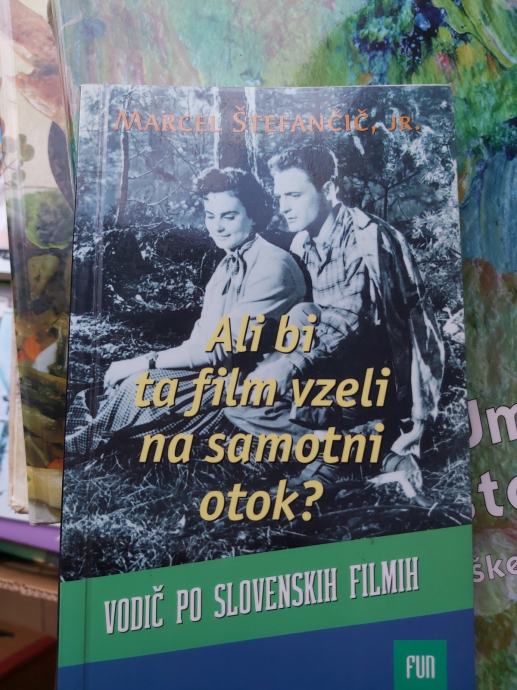 MARCEL ŠTEFANČIČ, JR.
Ali bi
ta film vzeli
na samotni
otok?
VODIČ PO SLOVENSKIH FILMIH
FUN